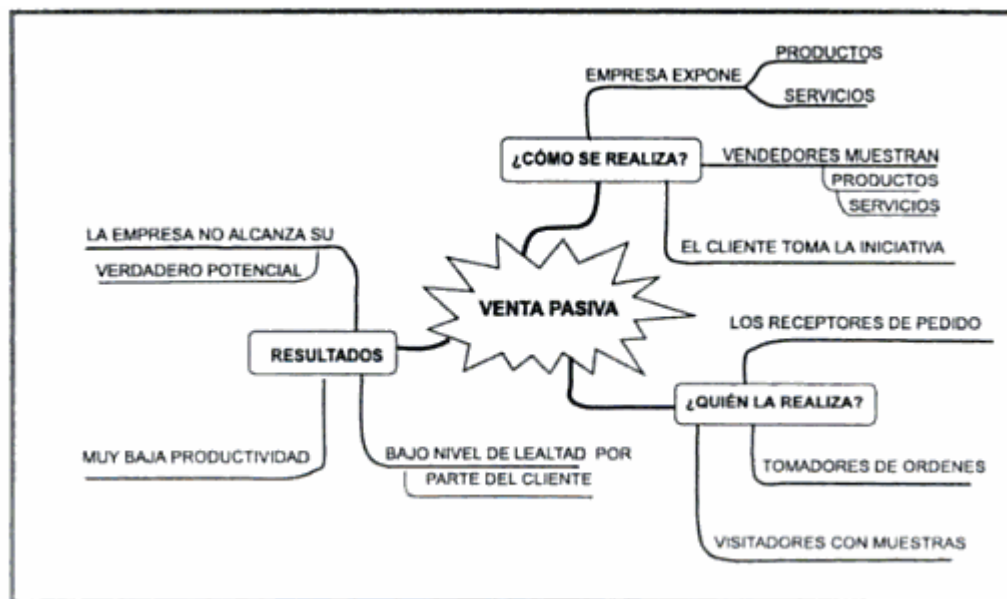 VENTA PASIVA
¿CÓMO SE REALIZA?
EMPRESA EXPONE
PRODUCTOS
SERVICIOS
VENDEDORES MUESTRAN
PRODUCTOS
SERVICIOS
EL CLIENTE TOMA LA INICIATIVA
¿QUIÉN LA REALIZA?
LOS RECEPTORES DE PEDIDO
TOMADORES DE ORDENES
VISITADORES CON MUESTRAS
RESULTADOS
LA EMPRESA NO ALCANZA SU
VERDADERO POTENCIAL
MUY BAJA PRODUCTIVIDAD
BAJO NIVEL DE LEALTAD POR
PARTE DEL CLIENTE